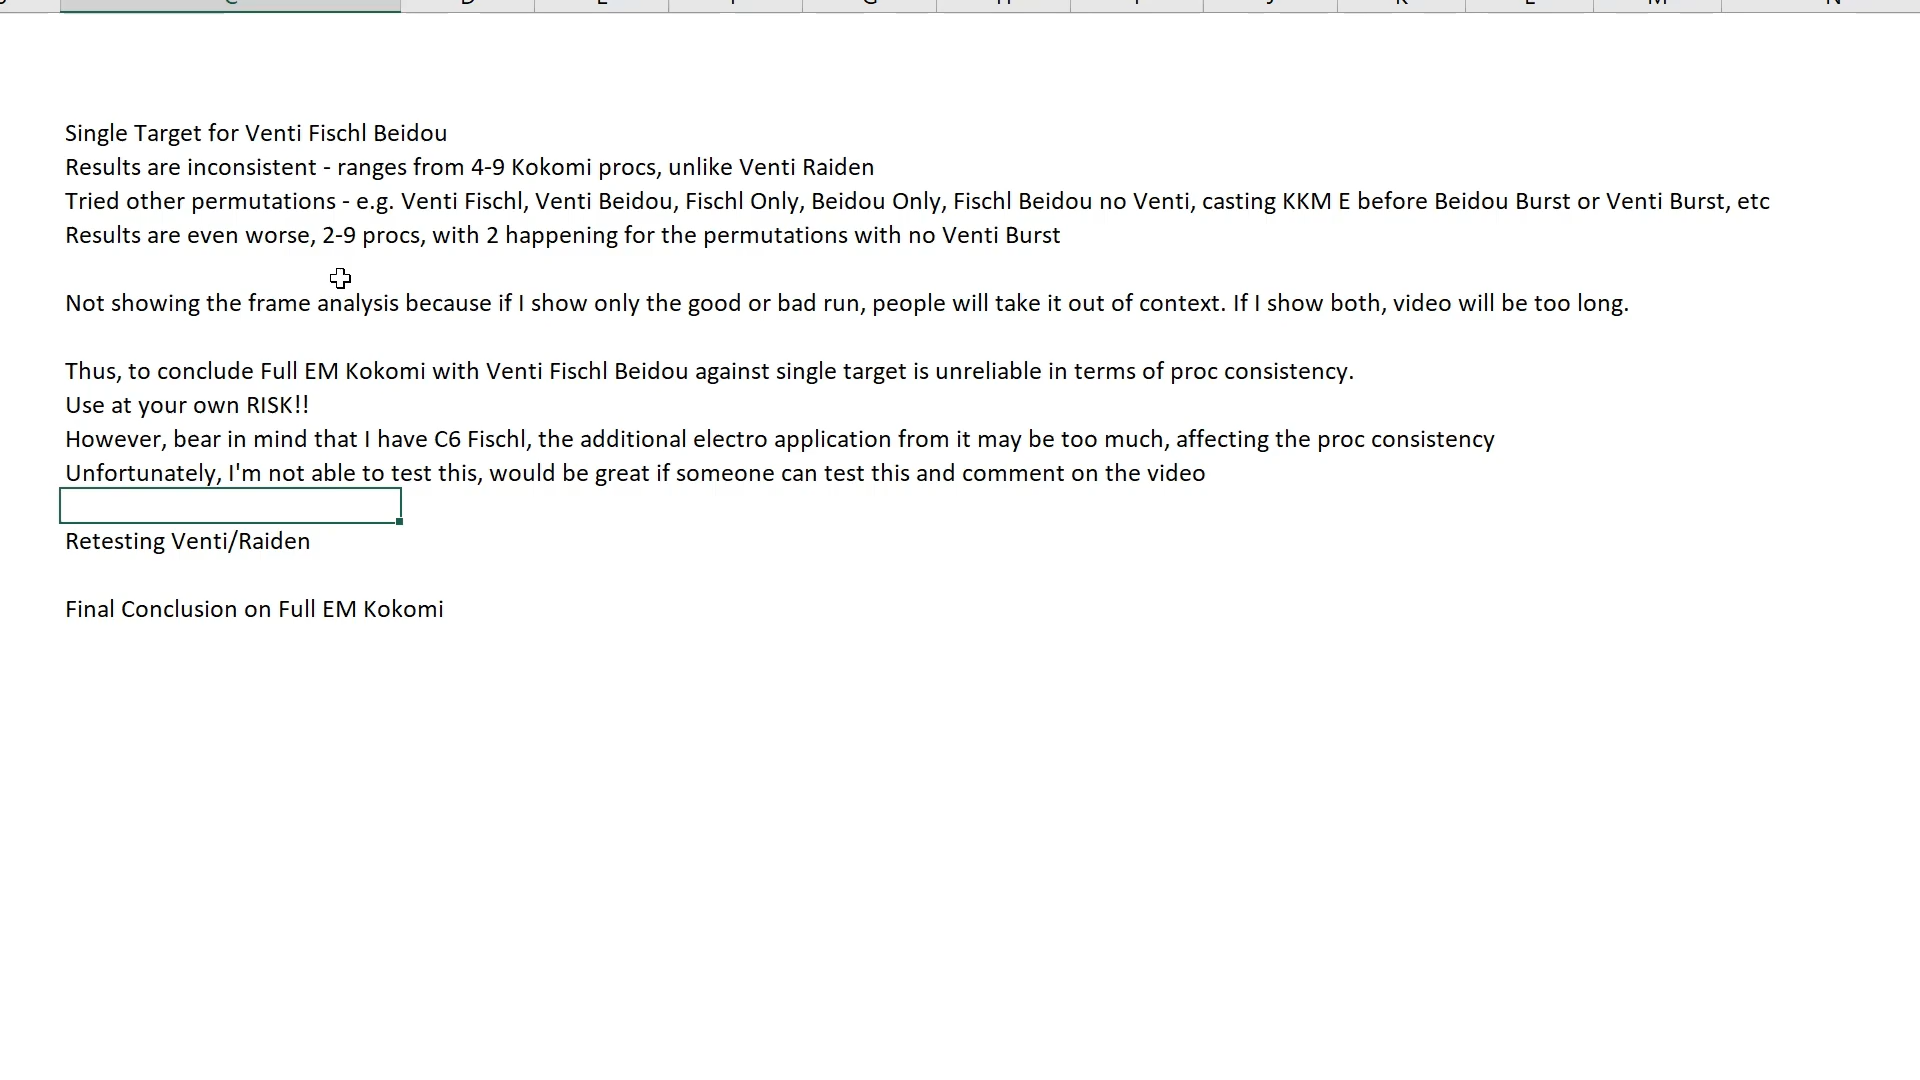 Single Target for Venti Fischl Beidou
Results are inconsistent - ranges from 4-9 Kokomi procs, unlike Venti Raiden
Tried other permutations - e.g. Venti Fischl, Venti Beidou, Fischl Only, Beidou Only, Fischl Beidou no Venti, casting KKM E before Beidou Burst or Venti Burst, etc
Results are even worse, 2-9 procs, with 2 happening for the permutations with no Venti Burst
Not showing the frame analysis because if I show only the good or bad run, people will take it out of context. If I show both, video will be too long.
Thus, to conclude Full EM Kokomi with Venti Fischl Beidou against single target is unreliable in terms of proc consistency.
Use at your own RISK!!
However, bear in mind that I have C6 Fischl, the additional electro application from it may be too much, affecting the proc consistency
Unfortunately, I'm not able to test this, would be great if someone can test this and comment on the video
Retesting Venti/Raiden
Final Conclusion on Full EM Kokomi